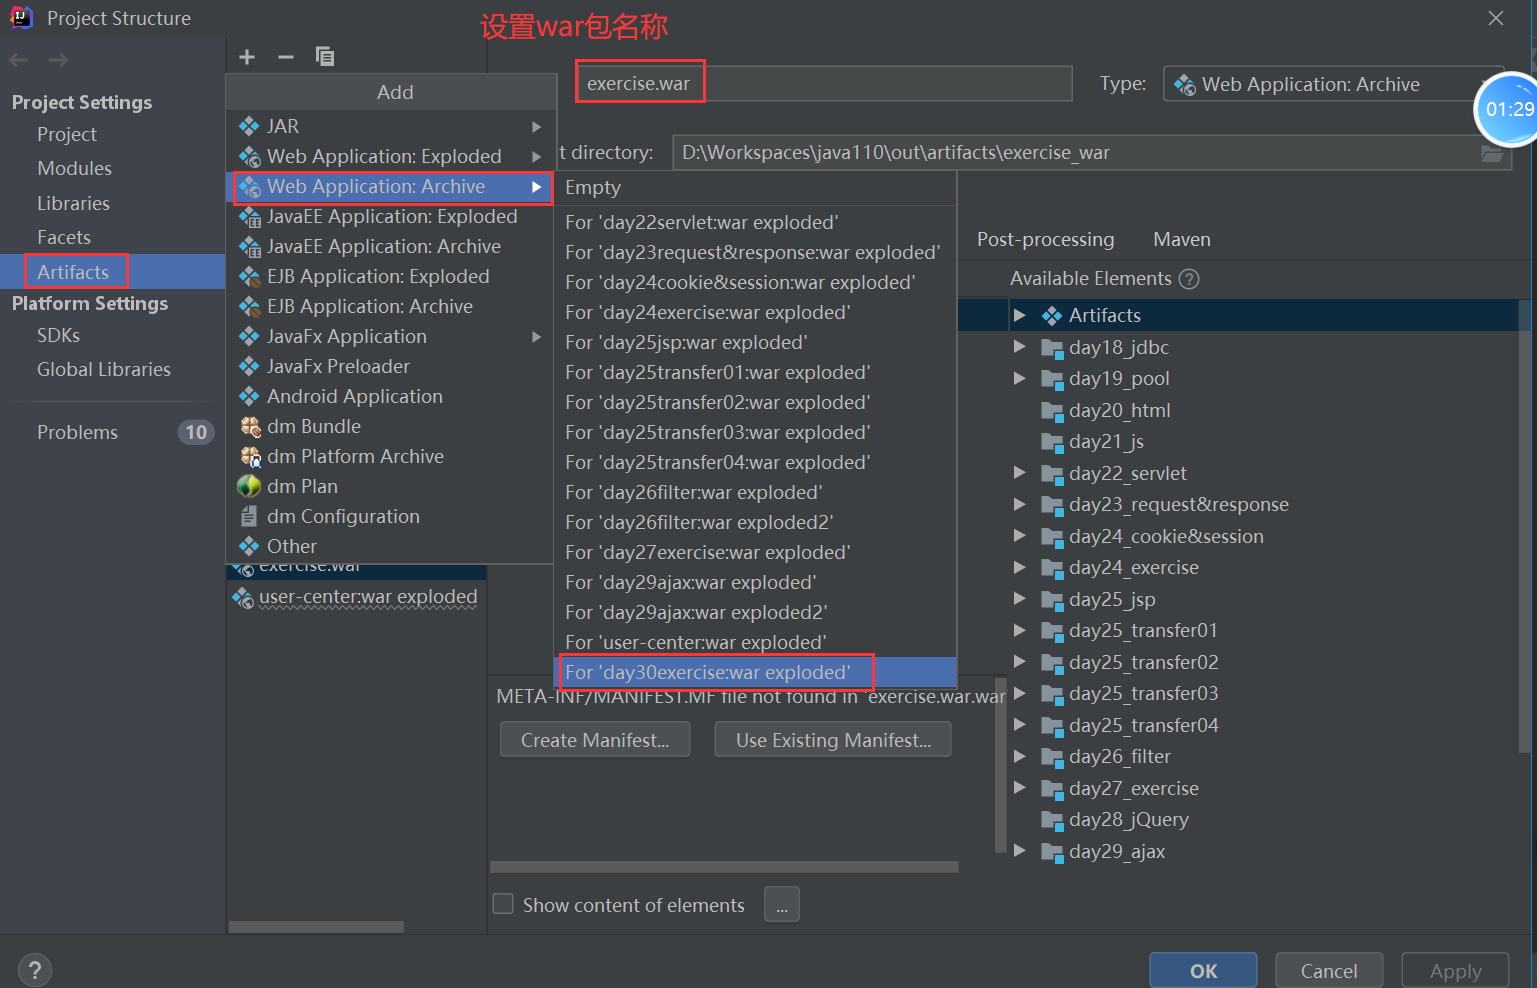 Project Structure
设置war包名称
Project Settings
Project
Modules
Libraries
Facets
Artifacts
Platform Settings
SDKs
Global Libraries
Problems
10
Add
JAR
Web Application: Exploded
Web Application: Archive
JavaEE Application: Exploded
JavaEE Application: Archive
EJB Application: Exploded
EJB Application: Archive
JavaFx Application
JavaFx Preloader
Android Application
dm Bundle
dm Platform Archive
dm Plan
dm Configuration
Other
exercise.war
user-center:war exploded
exercise.war
Type:
Web Application: Archive
01:29
t directory:
D:\Workspaces\java110\out\artifacts\exercise_war
Empty
For 'day22servlet:war exploded'
For 'day23request&response:war exploded'
For 'day24cookie&session:war exploded'
For 'day24exercise:war exploded'
For 'day25jsp:war exploded'
For 'day25transfer01:war exploded'
For 'day25transfer02:war exploded'
For 'day25transfer03:war exploded'
For 'day25transfer04:war exploded'
For 'day26filter:war exploded'
For 'day26filter:war exploded2'
For 'day27exercise:war exploded'
For 'day29ajax:war exploded'
For 'day29ajax:war exploded2'
For 'user-center:war exploded'
For 'day30exercise:war exploded'
META-INF/MANIFEST.MF file not found in 'exercise.war.war
Create Manifest...
Use Existing Manifest...
Show content of elements
...
Post-processing
Maven
Available Elements ?
Artifacts
day18_jdbc
day19_pool
day20_html
day21_js
day22_servlet
day23_request&response
day24_cookie&session
day24_exercise
day25_jsp
day25_transfer01
day25_transfer02
day25_transfer03
day25_transfer04
day26_filter
day27_exercise
day28_jQuery
day29_ajax
?
OK
Cancel
Apply